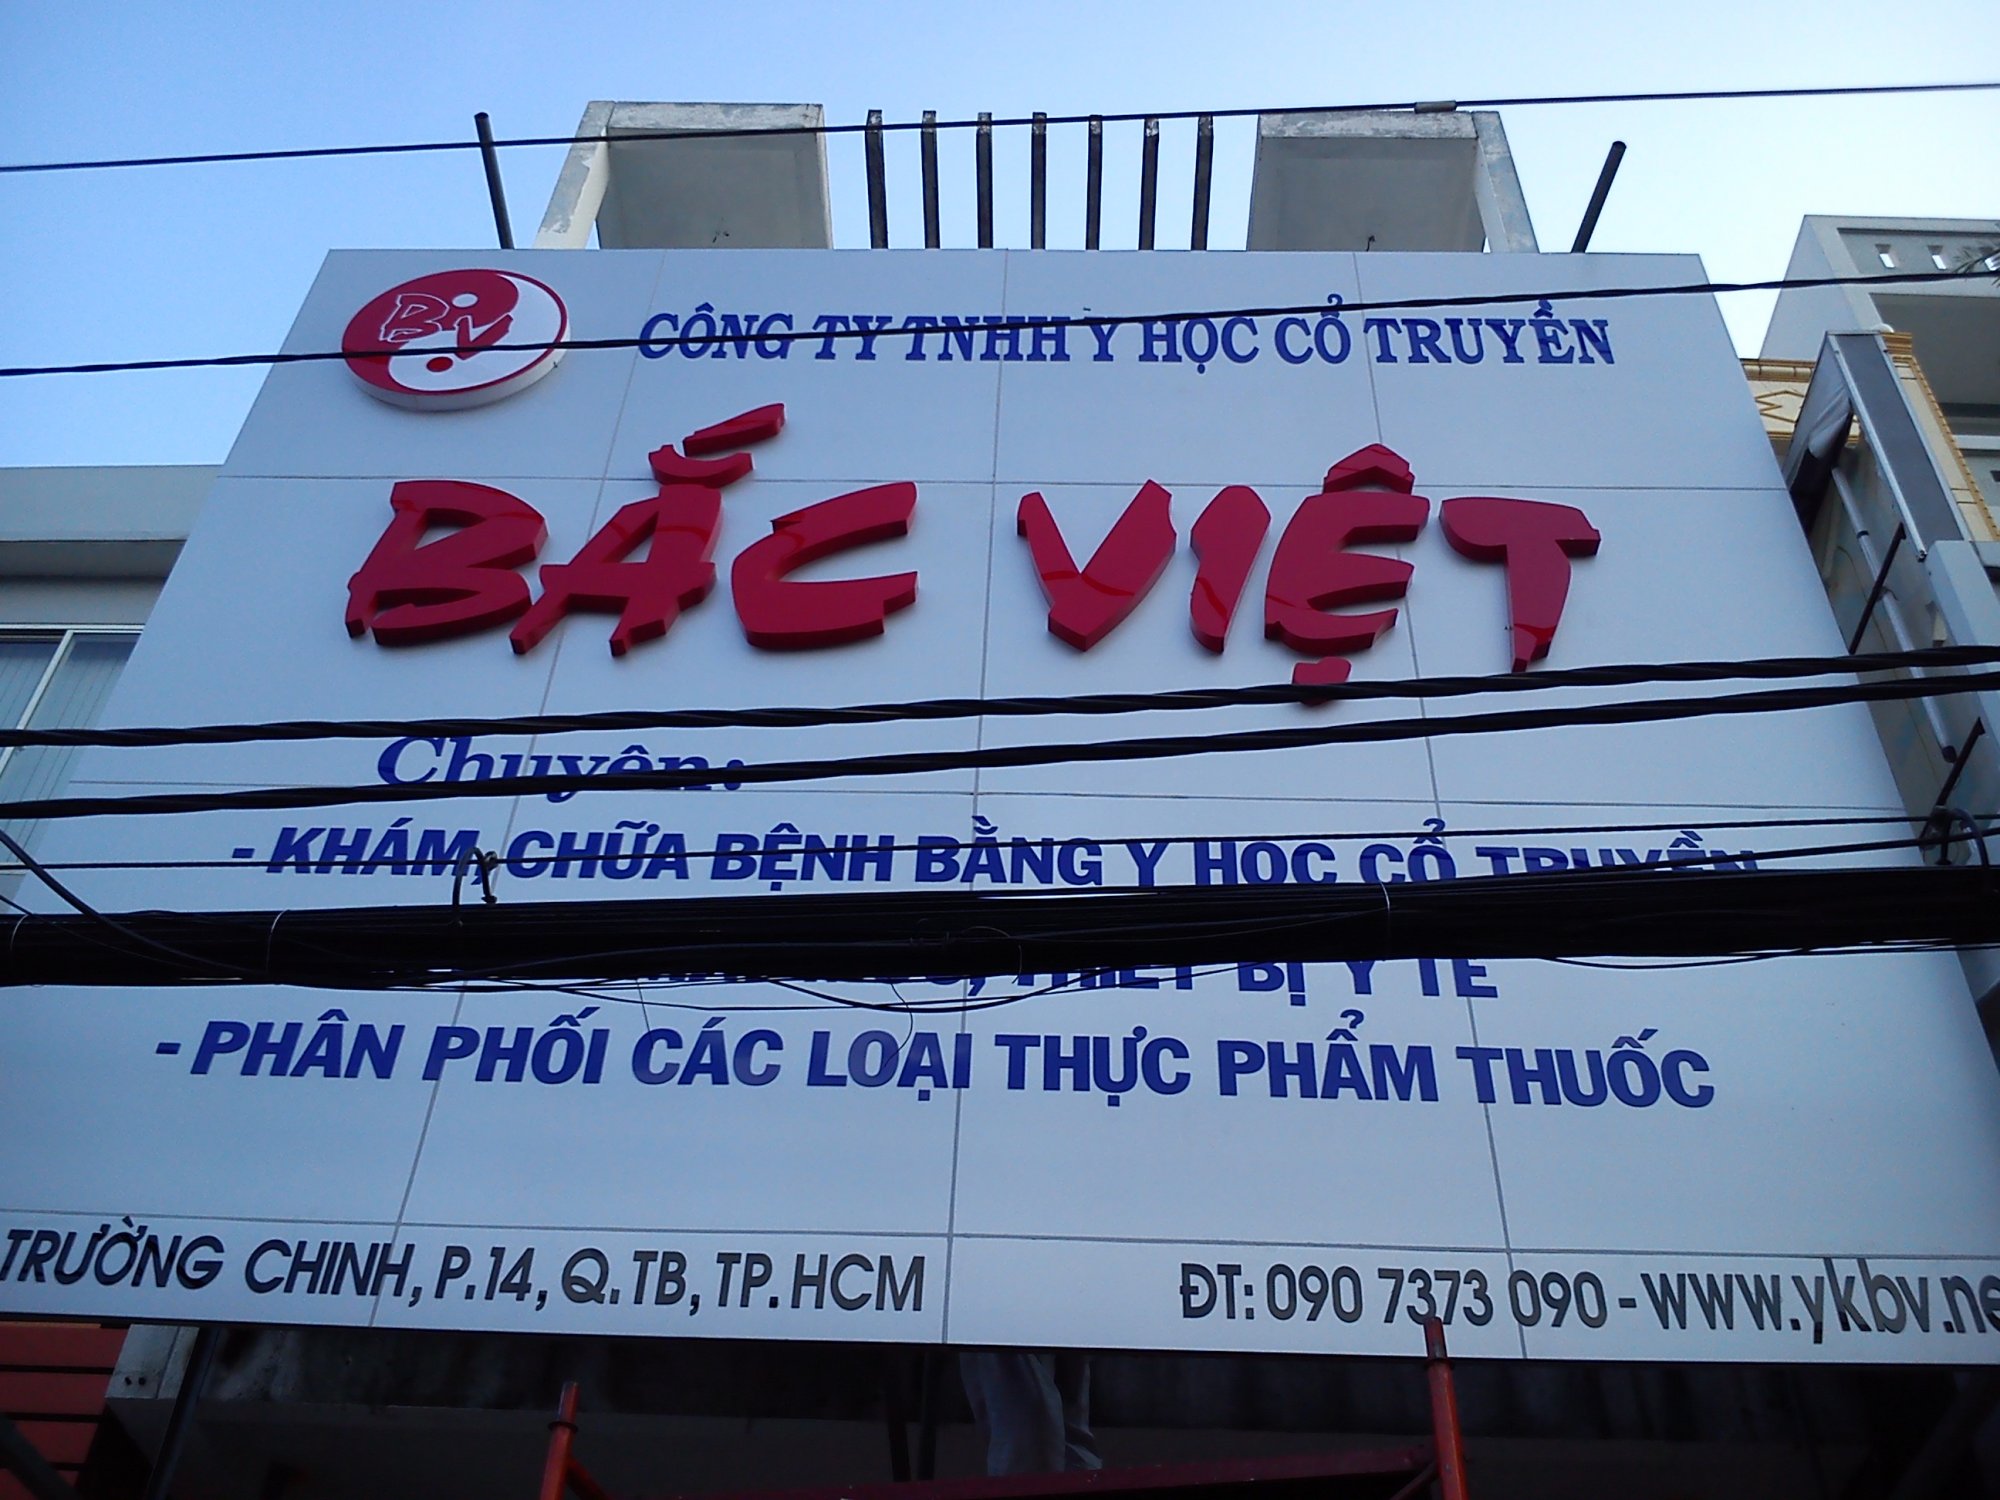 BV
CÔNG TY TNHH Y HỌC CỔ TRUYỀN
BẮC VIỆT
Chuyên:
- KHÁM, CHỮA BỆNH BẰNG Y HỌC CỔ TRUYỀN
THIẾT BỊ Y TẾ
- PHÂN PHỐI CÁC LOẠI THỰC PHẨM THUỐC
TRƯỜNG CHINH, P.14, Q.TB, TP.HCM
ĐT: 090 7373 090 - www.ykbv.ne